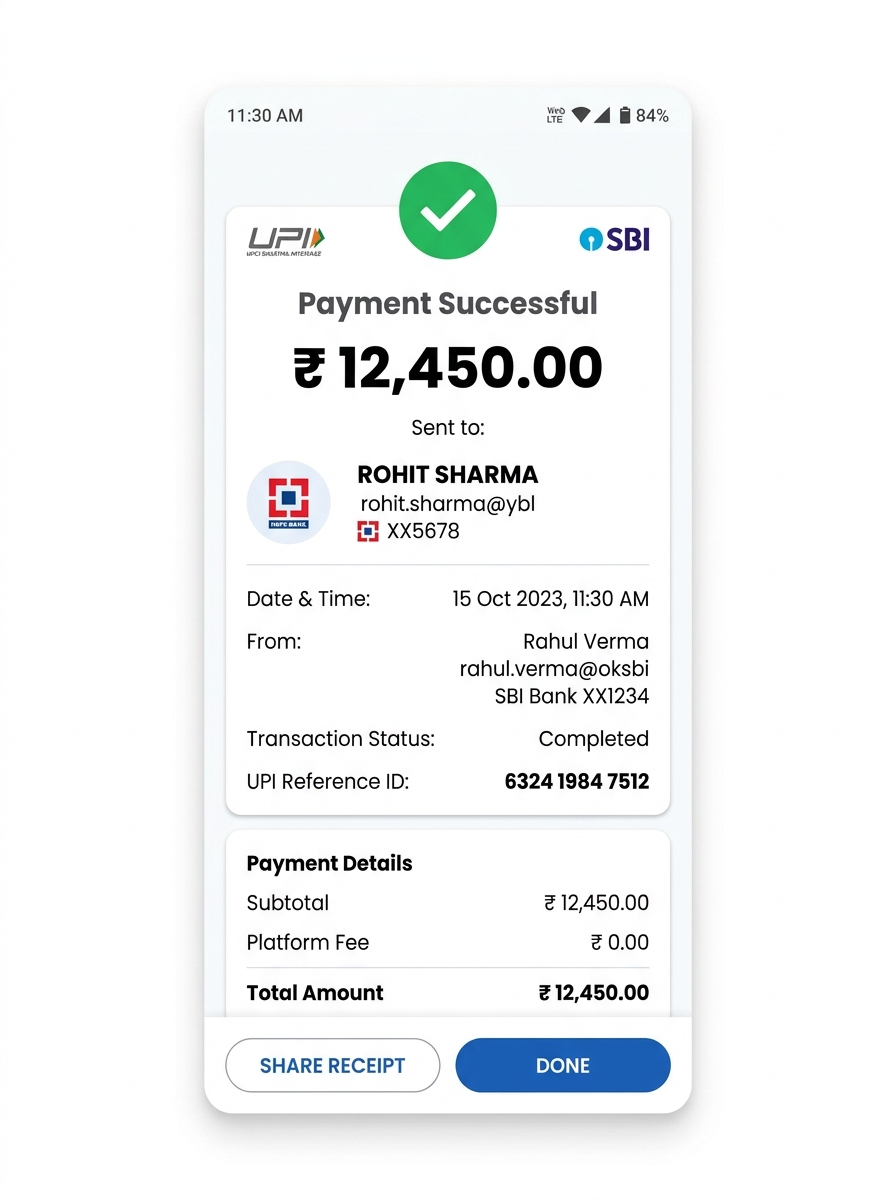 11:30 AM
LTE 84%
UPI SBI
Payment Successful
₹ 12,450.00
Sent to:
ROHIT SHARMA
rohit.sharma@ybl
XX5678
Date & Time: 15 Oct 2023, 11:30 AM
From: Rahul Verma
rahul.verma@oksbi
SBI Bank XX1234
Transaction Status: Completed
UPI Reference ID: 6324 1984 7512
Payment Details
Subtotal ₹ 12,450.00
Platform Fee ₹ 0.00
Total Amount ₹ 12,450.00
SHARE RECEIPT DONE